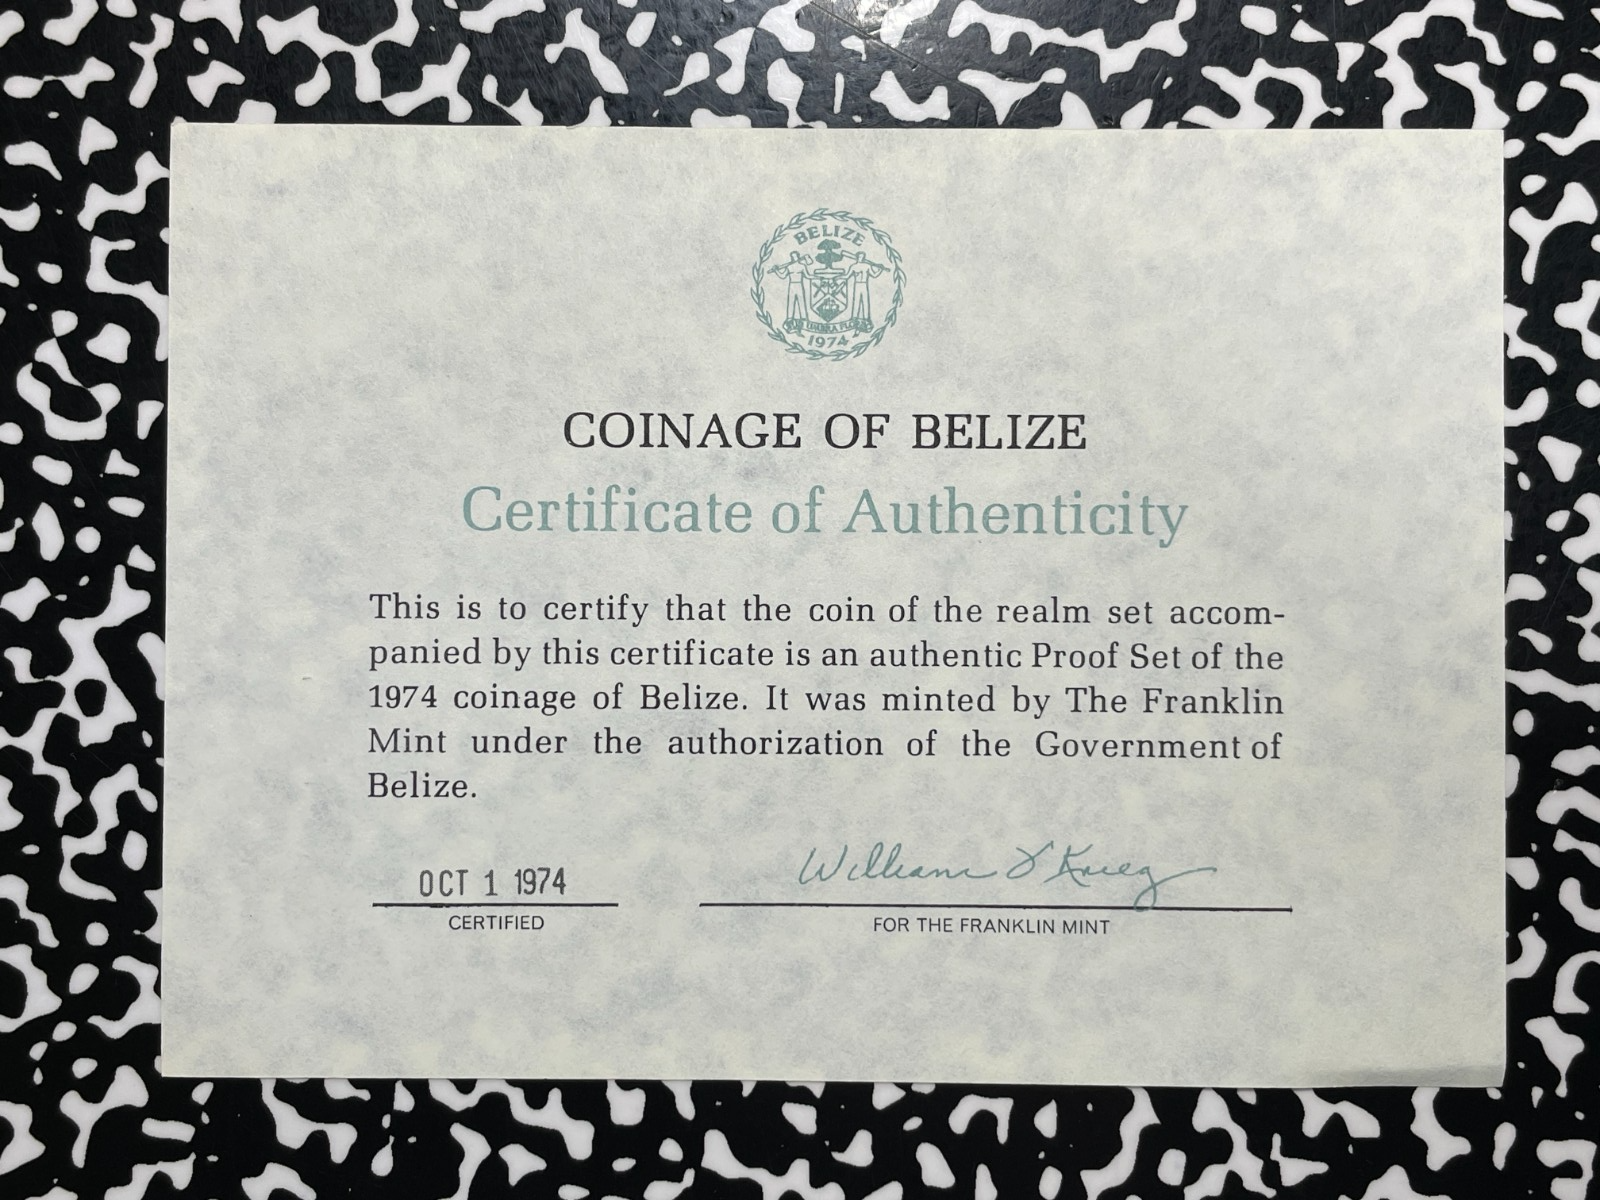 BELIZE
1974
COINAGE OF BELIZE
Certificate of Authenticity
This is to certify that the coin of the realm set accom-
panied by this certificate is an authentic Proof Set of the
1974 coinage of Belize. It was minted by The Franklin
Mint under the authorization of the Government of
Belize.
OCT 1 1974
William Krieg
CERTIFIED
FOR THE FRANKLIN MINT